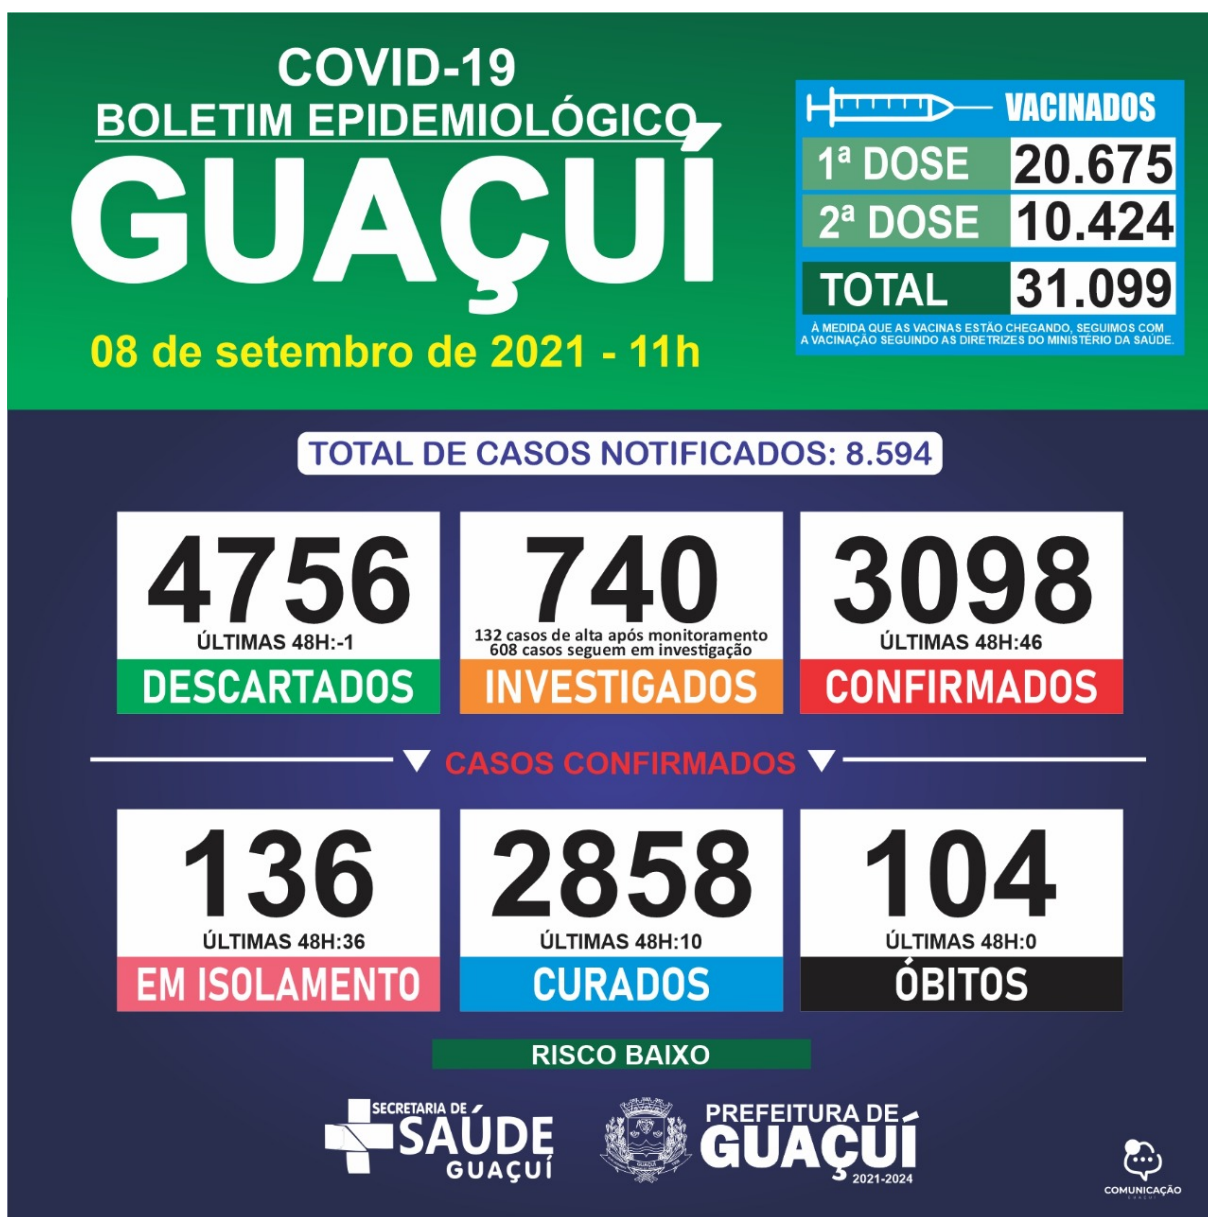 COVID-19
BOLETIM EPIDEMIOLÓGICO
GUAÇUÍ
08 de setembro de 2021 - 11h
VACINADOS
1ª DOSE 20.675
2ª DOSE 10.424
TOTAL 31.099
À MEDIDA QUE AS VACINAS ESTÃO CHEGANDO, SEGUIMOS COM
A VACINAÇÃO SEGUINDO AS DIRETRIZES DO MINISTÉRIO DA SAÚDE.
TOTAL DE CASOS NOTIFICADOS: 8.594
4756
ÚLTIMAS 48H:-1
DESCARTADOS
740
132 casos de alta após monitoramento
608 casos seguem em investigação
INVESTIGADOS
3098
ÚLTIMAS 48H:46
CONFIRMADOS
CASOS CONFIRMADOS
136
ÚLTIMAS 48H:36
EM ISOLAMENTO
2858
ÚLTIMAS 48H:10
CURADOS
104
ÚLTIMAS 48H:0
ÓBITOS
RISCO BAIXO
SECRETARIA DE
SAÚDE
GUAÇUÍ
GUAÇUÍ
PREFEITURA DE
GUAÇUÍ
2021-2024
COMUNICAÇÃO
GUAÇUÍ